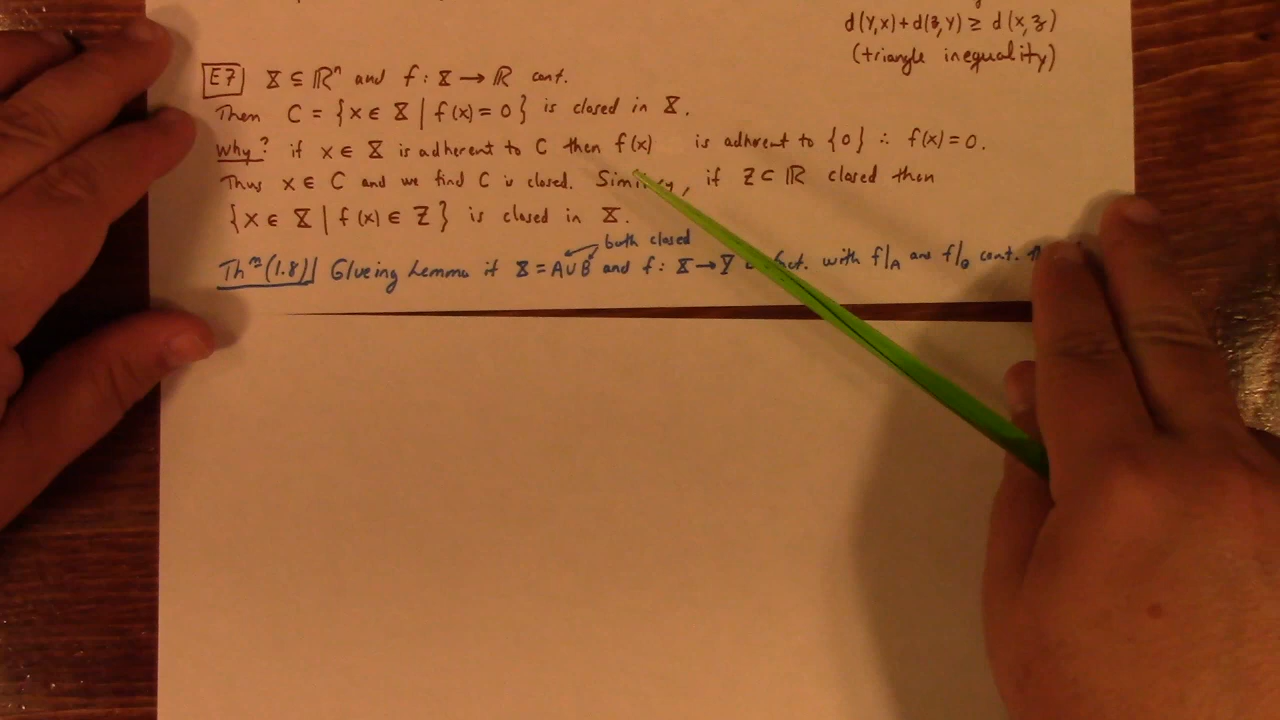 d(Y,x)+d(z,Y) ≥ d(x,z)
(triangle inequality)
E7 X ⊆ ℝⁿ and f: X → ℝ cont.
Then C = {x ∈ X | f(x) = 0} is closed in X.
Why? if x ∈ X is adherent to C then f(x) is adherent to {0} ∴ f(x)=0.
Thus x ∈ C and we find C is closed. if Z ⊂ ℝ closed then
{x ∈ X | f(x) ∈ Z} is closed in X.
both closed
Thᵐ(1.8) Glueing Lemma if X = A∪B and f: X → Y with f|_A and f|_B cont.